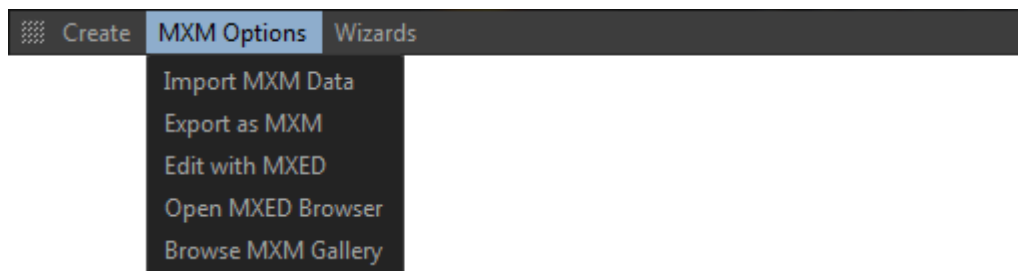 Create MXM Options Wizards
Import MXM Data
Export as MXM
Edit with MXED
Open MXED Browser
Browse MXM Gallery